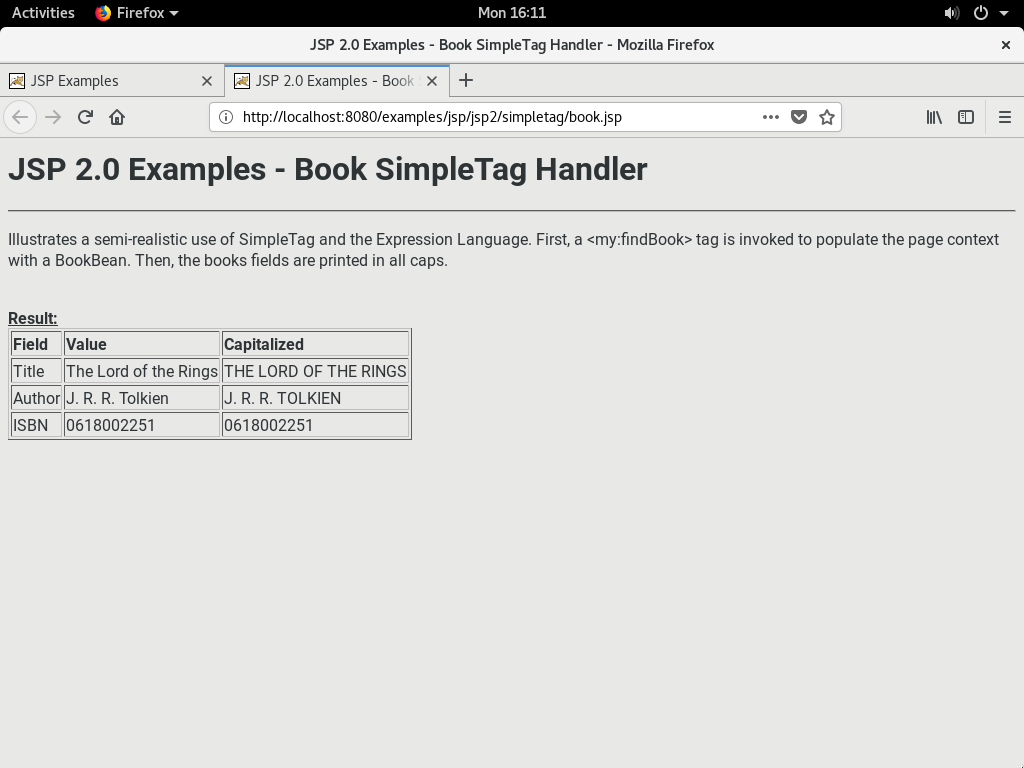 Activities Firefox Mon 16:11
JSP 2.0 Examples - Book SimpleTag Handler - Mozilla Firefox
JSP Examples JSP 2.0 Examples - Book
http://localhost:8080/examples/jsp/jsp2/simpletag/book.jsp
JSP 2.0 Examples - Book SimpleTag Handler
Illustrates a semi-realistic use of SimpleTag and the Expression Language. First, a <my:findBook> tag is invoked to populate the page context
with a BookBean. Then, the books fields are printed in all caps.
Result:
Field Value Capitalized
Title The Lord of the Rings THE LORD OF THE RINGS
Author J. R. R. Tolkien J. R. R. TOLKIEN
ISBN 0618002251 0618002251